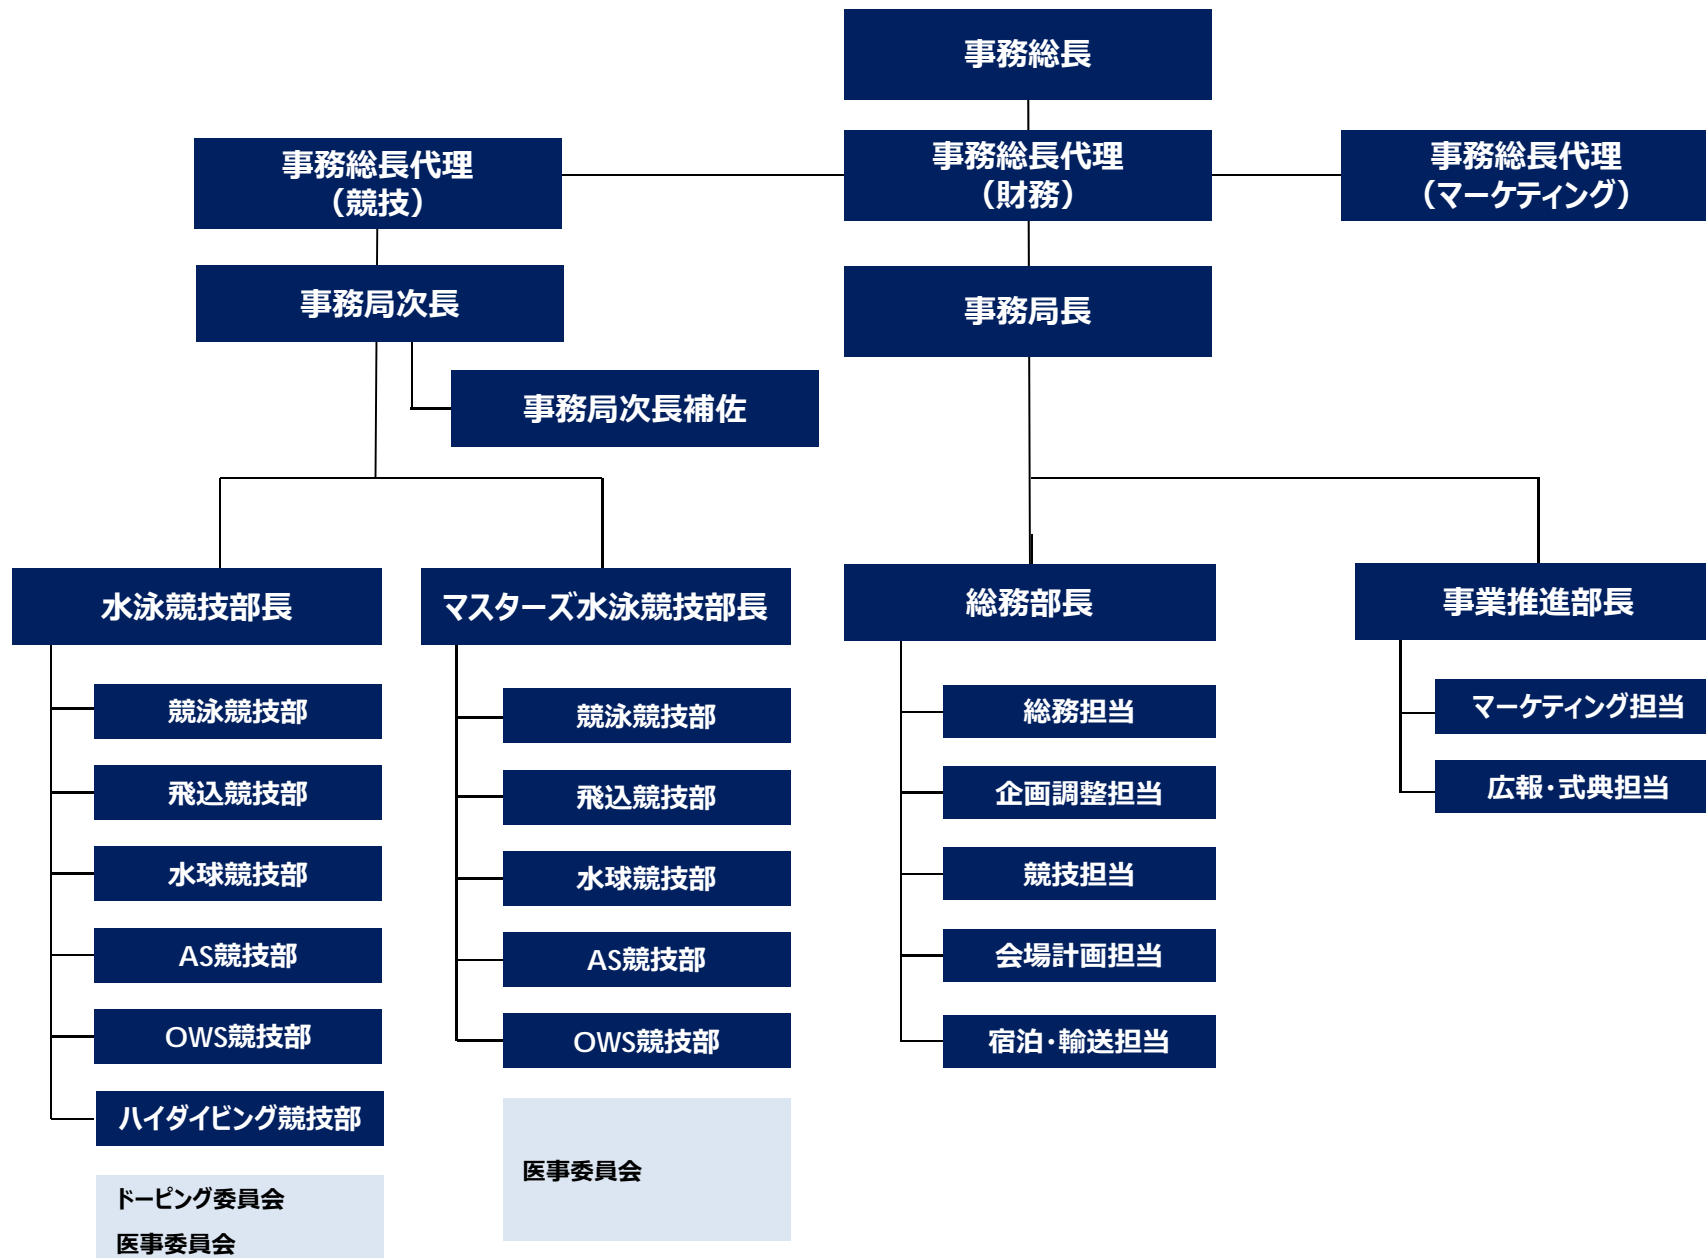 事務総長
事務総長代理
（競技）
事務総長代理
（財務）
事務総長代理
（マーケティング）
事務局次長
事務局長
事務局次長補佐
水泳競技部長
マスターズ水泳競技部長
総務部長
事業推進部長
競泳競技部
飛込競技部
水球競技部
AS競技部
OWS競技部
ハイダイビング競技部
ドーピング委員会
医事委員会
競泳競技部
飛込競技部
水球競技部
AS競技部
OWS競技部
医事委員会
総務担当
企画調整担当
競技担当
会場計画担当
宿泊・輸送担当
マーケティング担当
広報・式典担当